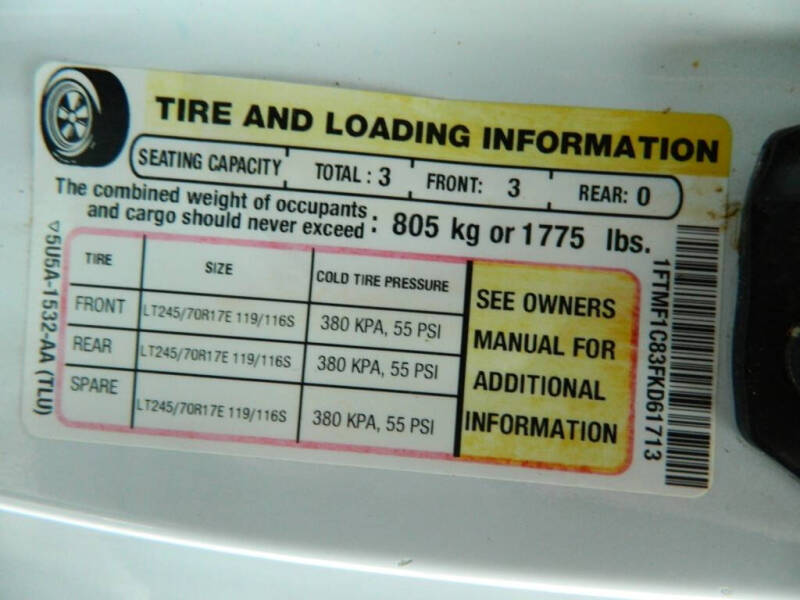 TIRE AND LOADING INFORMATION
SEATING CAPACITY TOTAL : 3 FRONT: 3 REAR: 0
The combined weight of occupants
and cargo should never exceed : 805 kg or 1775 lbs.
TIRE SIZE COLD TIRE PRESSURE
FRONT LT245/70R17E 119/116S 380 KPA, 55 PSI
REAR LT245/70R17E 119/116S 380 KPA, 55 PSI
SPARE LT245/70R17E 119/116S 380 KPA, 55 PSI
SEE OWNERS
MANUAL FOR
ADDITIONAL
INFORMATION
▽5U5A-1532-AA (TLU)
1FTMF1C83FKD61713